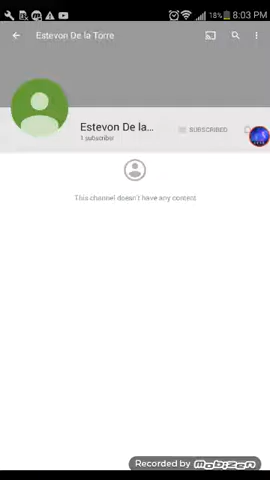 18% 8:03 PM
Estevon De la Torre
Estevon De la...
SUBSCRIBED
1 subscriber
This channel doesn't have any content
Recorded by
mobizen